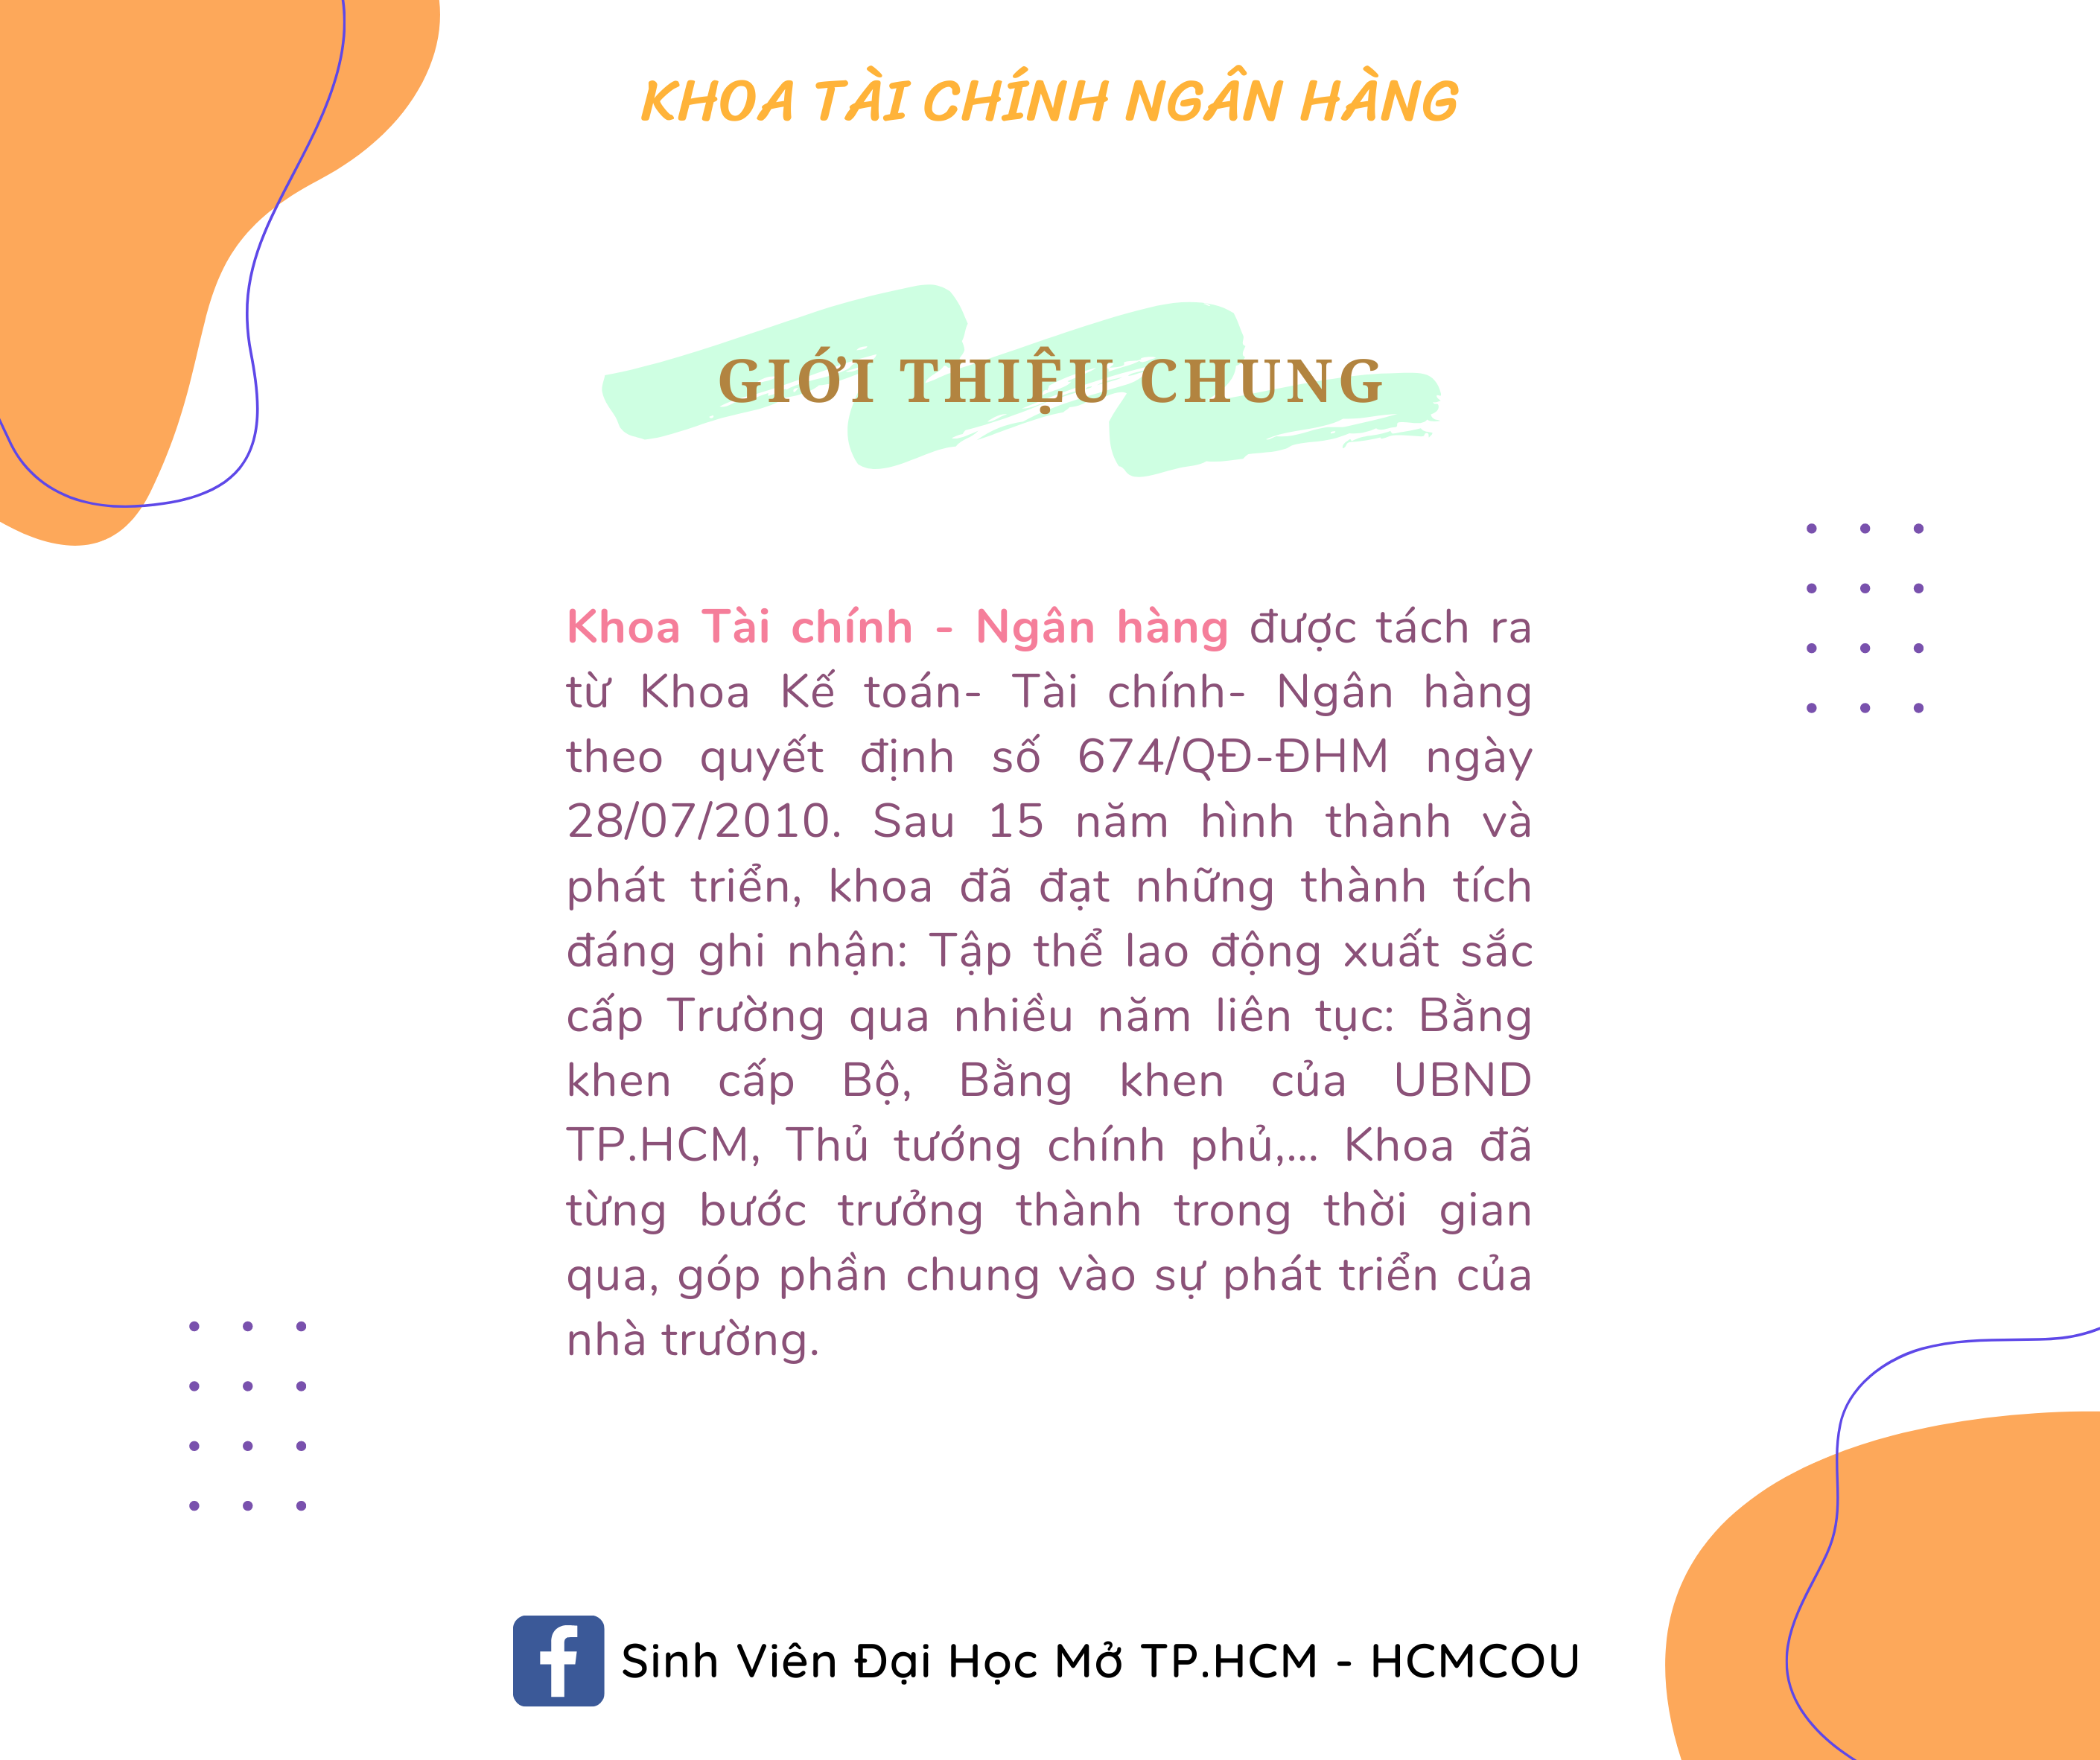 KHOA TÀI CHÍNH NGÂN HÀNG
GIỚI THIỆU CHUNG
Khoa Tài chính - Ngân hàng được tách ra
từ Khoa Kế toán- Tài chính- Ngân hàng
theo quyết định số 674/QĐ-ĐHM ngày
28/07/2010. Sau 15 năm hình thành và
phát triển, khoa đã đạt những thành tích
đáng ghi nhận: Tập thể lao động xuất sắc
cấp Trường qua nhiều năm liên tục: Bằng
khen cấp Bộ, Bằng khen của UBND
TP.HCM, Thủ tướng chính phủ,... Khoa đã
từng bước trưởng thành trong thời gian
qua, góp phần chung vào sự phát triển của
nhà trường.
Sinh Viên Đại Học Mở TP.HCM - HCMCOU